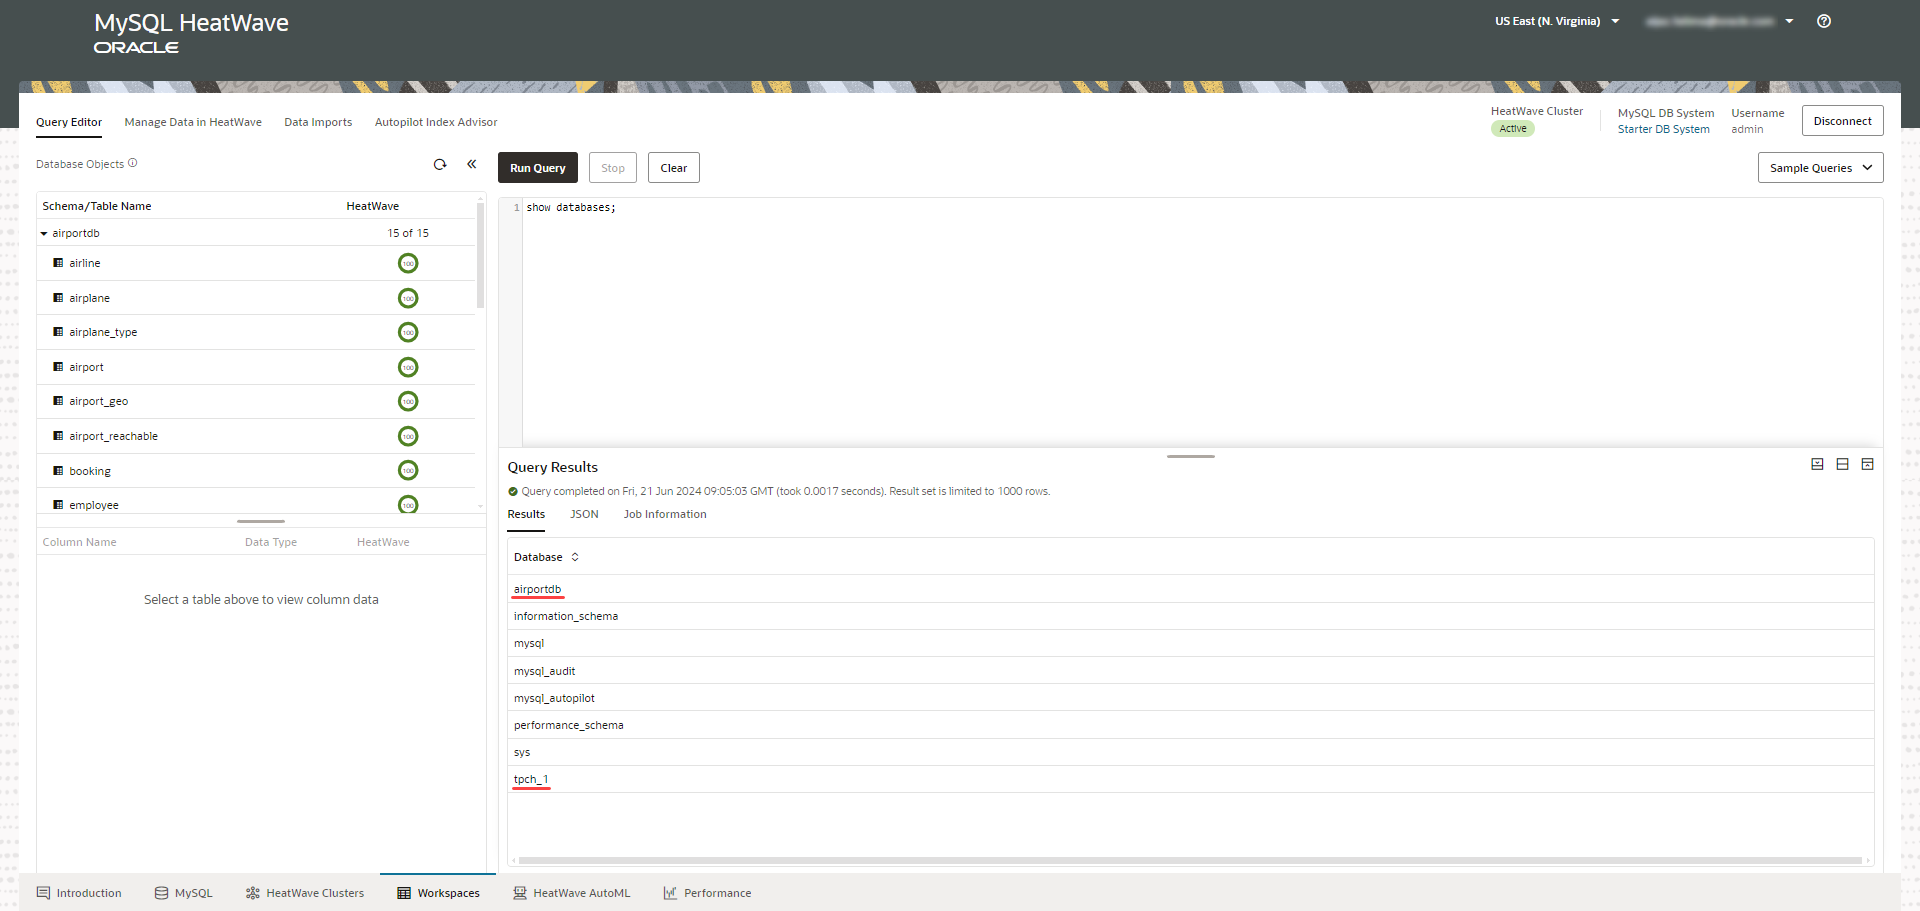 MySQL HeatWave
ORACLE
US East (N. Virginia)
Query Editor Manage Data in HeatWave Data Imports Autopilot Index Advisor
HeatWave Cluster
Active
MySQL DB System
Starter DB System
Username
admin
Disconnect
Database Objects
Run Query Stop Clear
Sample Queries
Schema/Table Name HeatWave
airportdb 15 of 15
airline 100
airplane 100
airplane_type 100
airport 100
airport_geo 100
airport_reachable 100
booking 100
employee 100
Column Name Data Type HeatWave
Select a table above to view column data
1 show databases;
Query Results
Query completed on Fri, 21 Jun 2024 09:05:03 GMT (took 0.0017 seconds). Result set is limited to 1000 rows.
Results JSON Job Information
Database
airportdb
information_schema
mysql
mysql_audit
mysql_autopilot
performance_schema
sys
tpch_1
Introduction MySQL HeatWave Clusters Workspaces HeatWave AutoML Performance